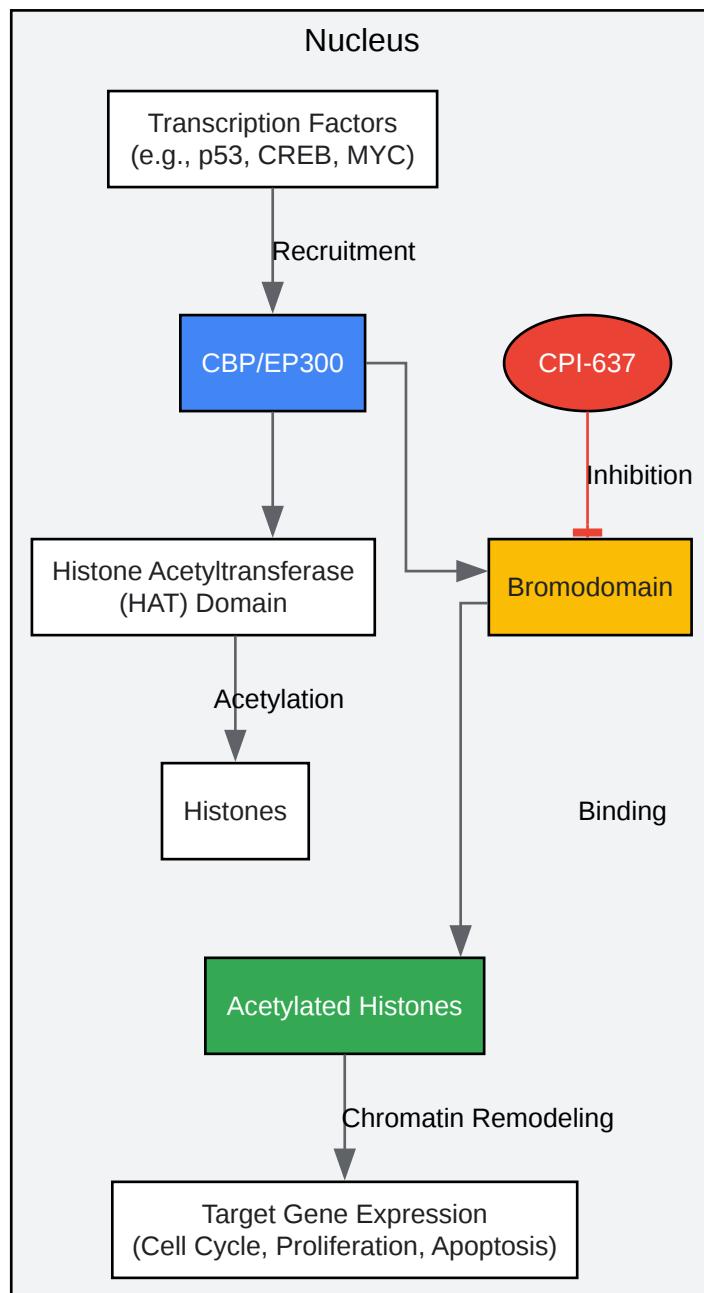 Nucleus
Transcription Factors
(e.g., p53, CREB, MYC)
Recruitment
CBP/EP300
CPI-637
Inhibition
Histone Acetyltransferase
(HAT) Domain
Bromodomain
Acetylation
Histones
Binding
Acetylated Histones
Chromatin Remodeling
Target Gene Expression
(Cell Cycle, Proliferation, Apoptosis)